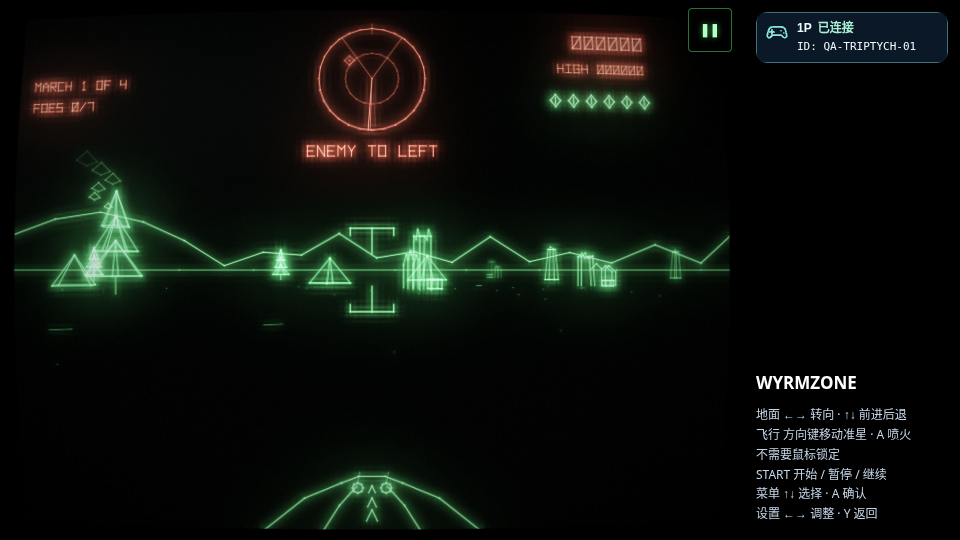 MARCH 1 OF 4
FOES 0/7
ENEMY TO LEFT
000000
HIGH 000000
1P 已连接
ID: QA-TRIPTYCH-01
WYRMZONE
地面 ←→ 转向 · ↑↓ 前进后退
飞行 方向键移动准星 · A 喷火
不需要鼠标锁定
START 开始 / 暂停 / 继续
菜单 ↑↓ 选择 · A 确认
设置 ←→ 调整 · Y 返回